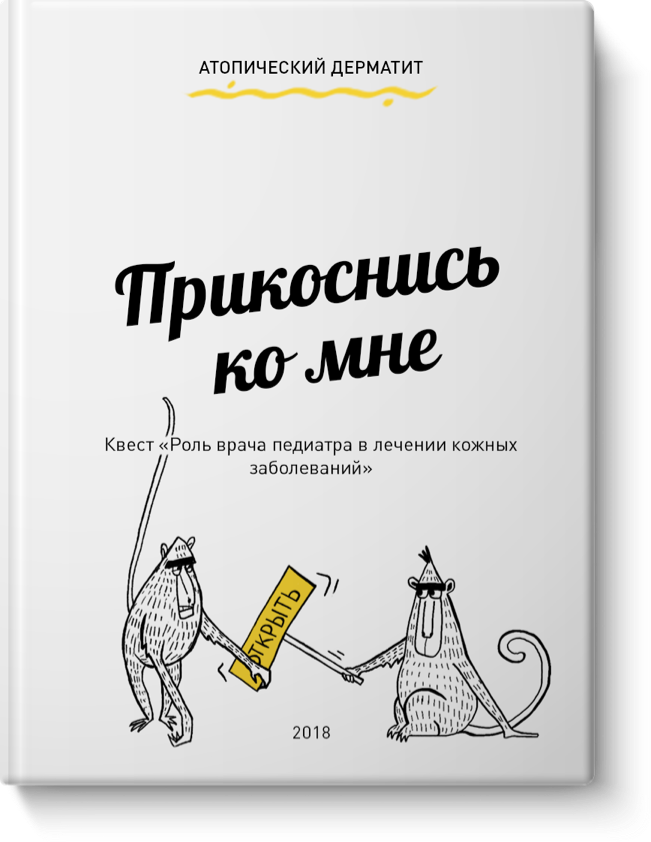 АТОПИЧЕСКИЙ ДЕРМАТИТ
Прикоснись
ко мне
Квест «Роль врача педиатра в лечении кожных
заболеваний»
ОТКРЫТЬ
2018